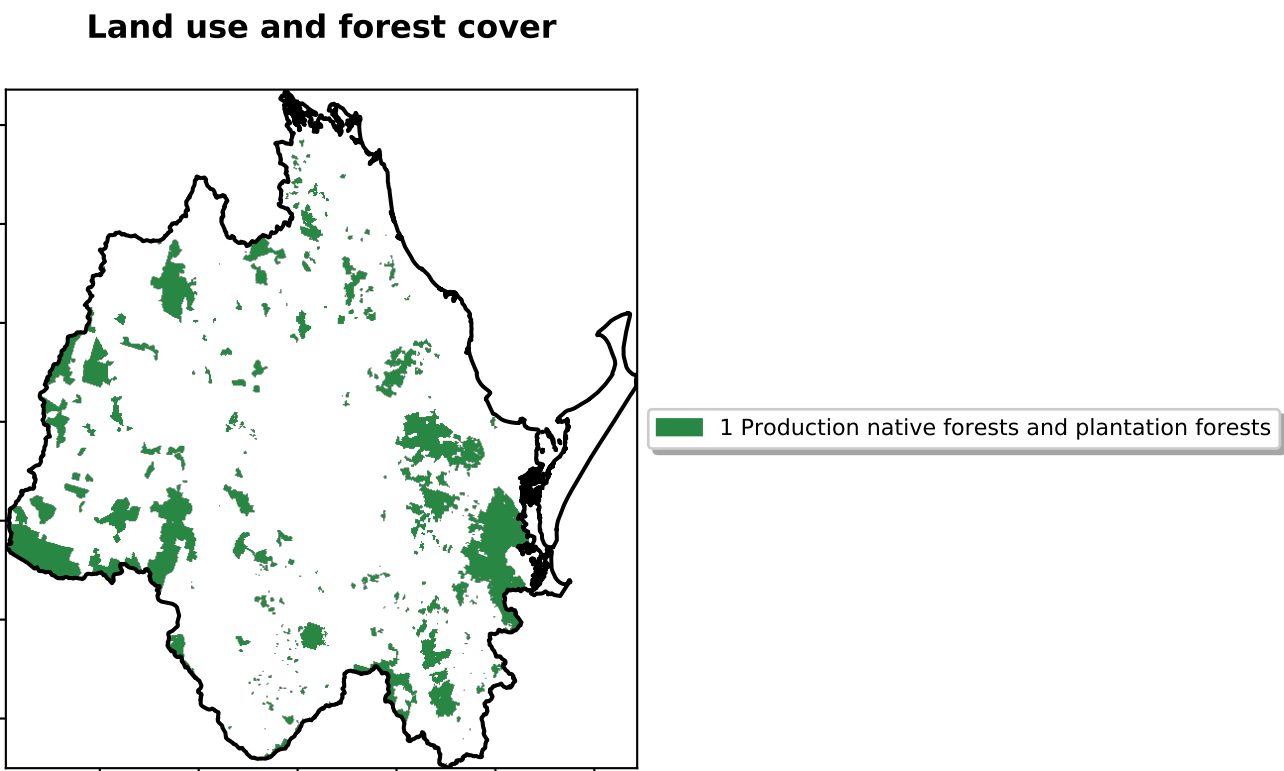 Land use and forest cover
1 Production native forests and plantation forests